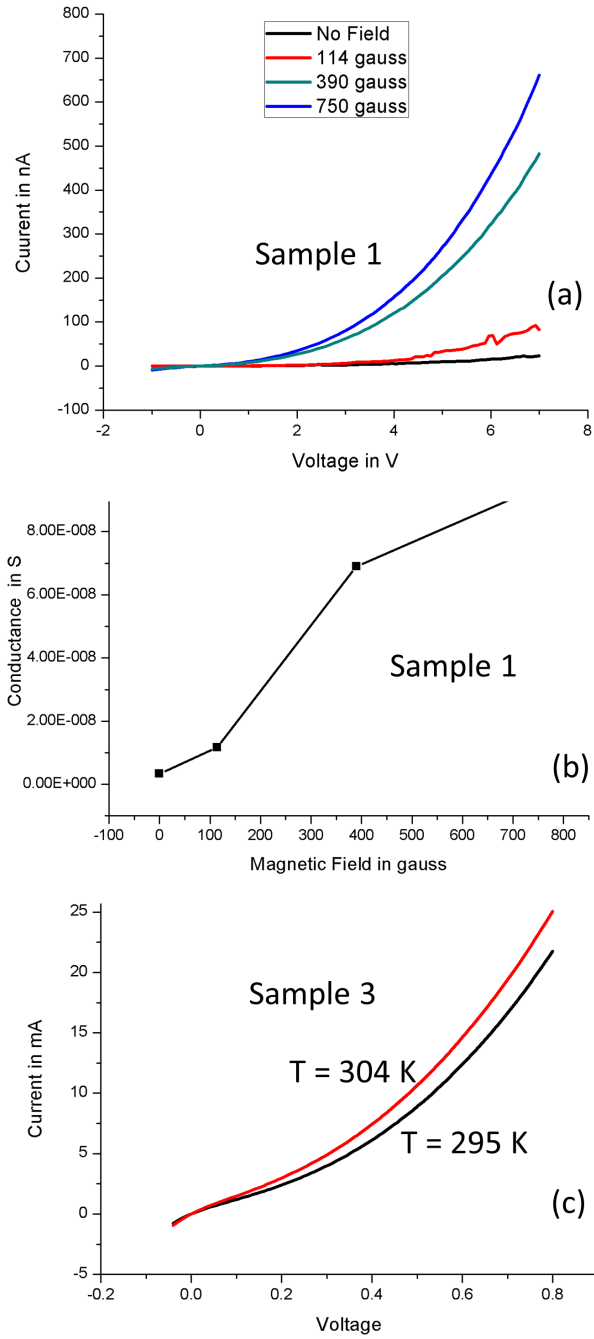 800
700
600
500
400
300
200
100
0
-100
Cuurent in nA
No Field
114 gauss
390 gauss
750 gauss
Sample 1
(a)
-2 0 2 4 6 8
Voltage in V
8.00E-008
6.00E-008
4.00E-008
2.00E-008
0.00E+000
Conductance in S
Sample 1
(b)
-100 0 100 200 300 400 500 600 700 800
Magnetic Field in gauss
25
20
15
10
5
0
-5
Current in mA
Sample 3
T = 304 K
T = 295 K
(c)
-0.2 0.0 0.2 0.4 0.6 0.8
Voltage